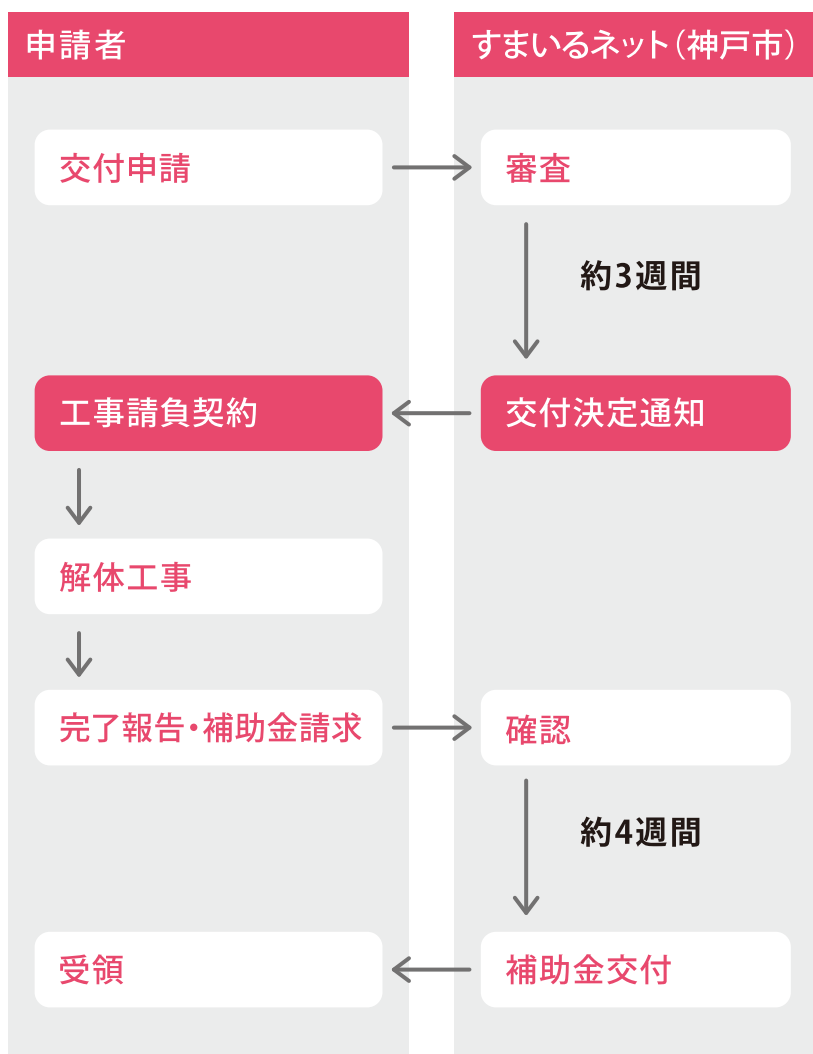 申請者
すまいるネット(神戸市)
交付申請
審査
約3週間
交付決定通知
工事請負契約
解体工事
完了報告・補助金請求
確認
約4週間
補助金交付
受領